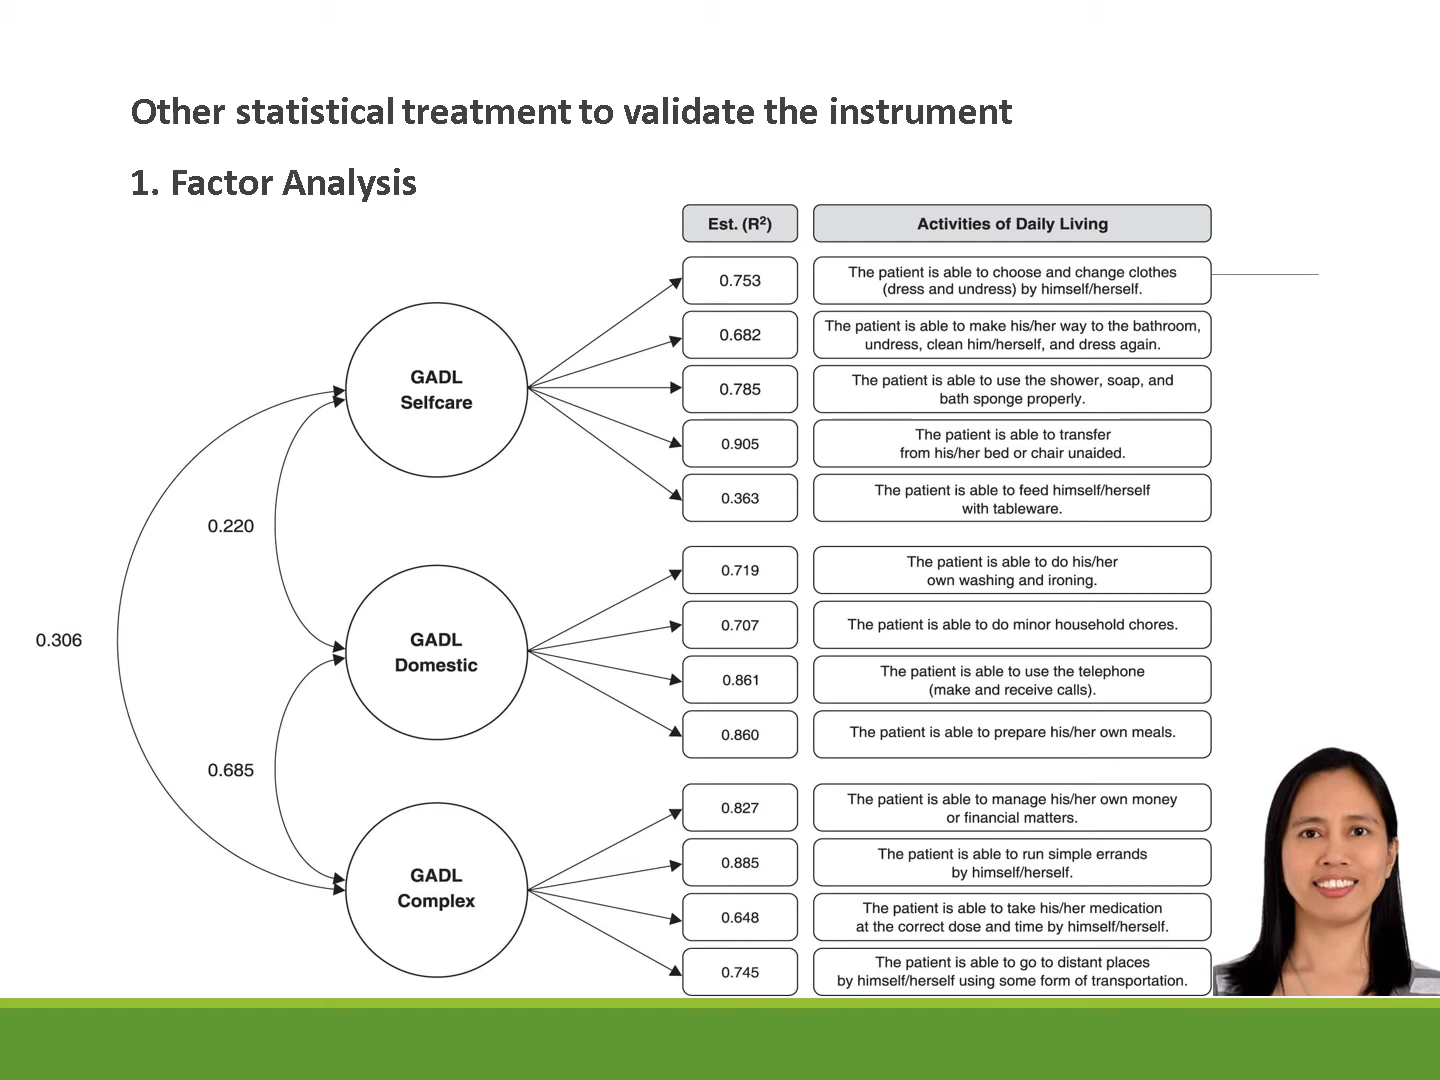 Other statistical treatment to validate the instrument
1. Factor Analysis
Est. (R²)
Activities of Daily Living
GADL
Selfcare
0.753
The patient is able to choose and change clothes
(dress and undress) by himself/herself.
0.682
The patient is able to make his/her way to the bathroom,
undress, clean him/herself, and dress again.
0.785
The patient is able to use the shower, soap, and
bath sponge properly.
0.905
The patient is able to transfer
from his/her bed or chair unaided.
0.363
The patient is able to feed himself/herself
with tableware.
0.220
0.306
GADL
Domestic
0.719
The patient is able to do his/her
own washing and ironing.
0.707
The patient is able to do minor household chores.
0.861
The patient is able to use the telephone
(make and receive calls).
0.860
The patient is able to prepare his/her own meals.
0.685
GADL
Complex
0.827
The patient is able to manage his/her own money
or financial matters.
0.885
The patient is able to run simple errands
by himself/herself.
0.648
The patient is able to take his/her medication
at the correct dose and time by himself/herself.
0.745
The patient is able to go to distant places
by himself/herself using some form of transportation.